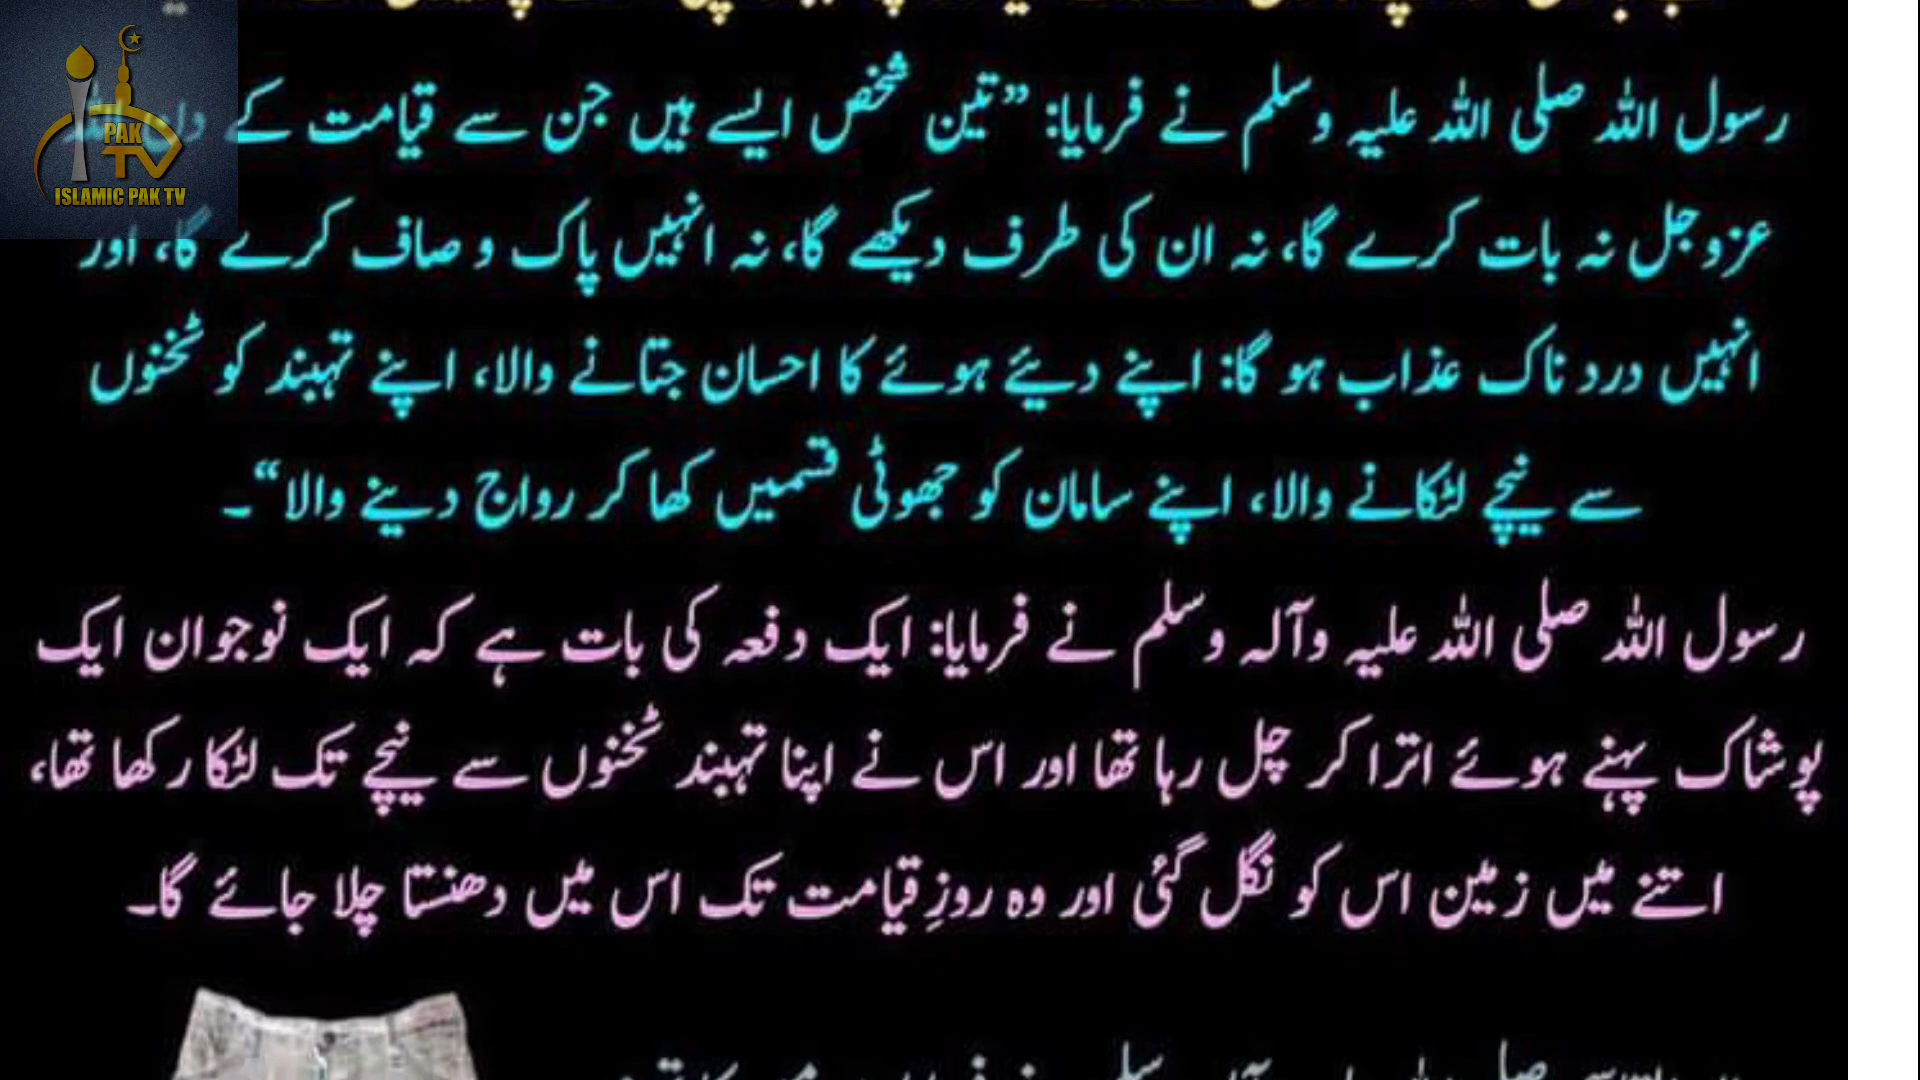 رسول اللہ صلی اللہ علیہ وسلم نے فرمایا: ”تین شخص ایسے ہیں جن سے قیامت کے دن اللہ
عزوجل نہ بات کرے گا، نہ ان کی طرف دیکھے گا، نہ انہیں پاک و صاف کرے گا، اور
انہیں درد ناک عذاب ہو گا: اپنے دیئے ہوئے کا احسان جتانے والا، اپنے تہبند کو ٹخنوں
سے نیچے لٹکانے والا، اپنے سامان کو جھوٹی قسمیں کھا کر رواج دینے والا“۔
رسول اللہ صلی اللہ علیہ وآلہ وسلم نے فرمایا: ایک دفعہ کی بات ہے کہ ایک نوجوان ایک
پوشاک پہنے ہوئے اترا کر چل رہا تھا اور اس نے اپنا تہبند ٹخنوں سے نیچے تک لٹکا رکھا تھا،
اتنے میں زمین اس کو نگل گئی اور وہ روزِ قیامت تک اس میں دھنستا چلا جائے گا۔
PAK
TV
ISLAMIC PAK TV